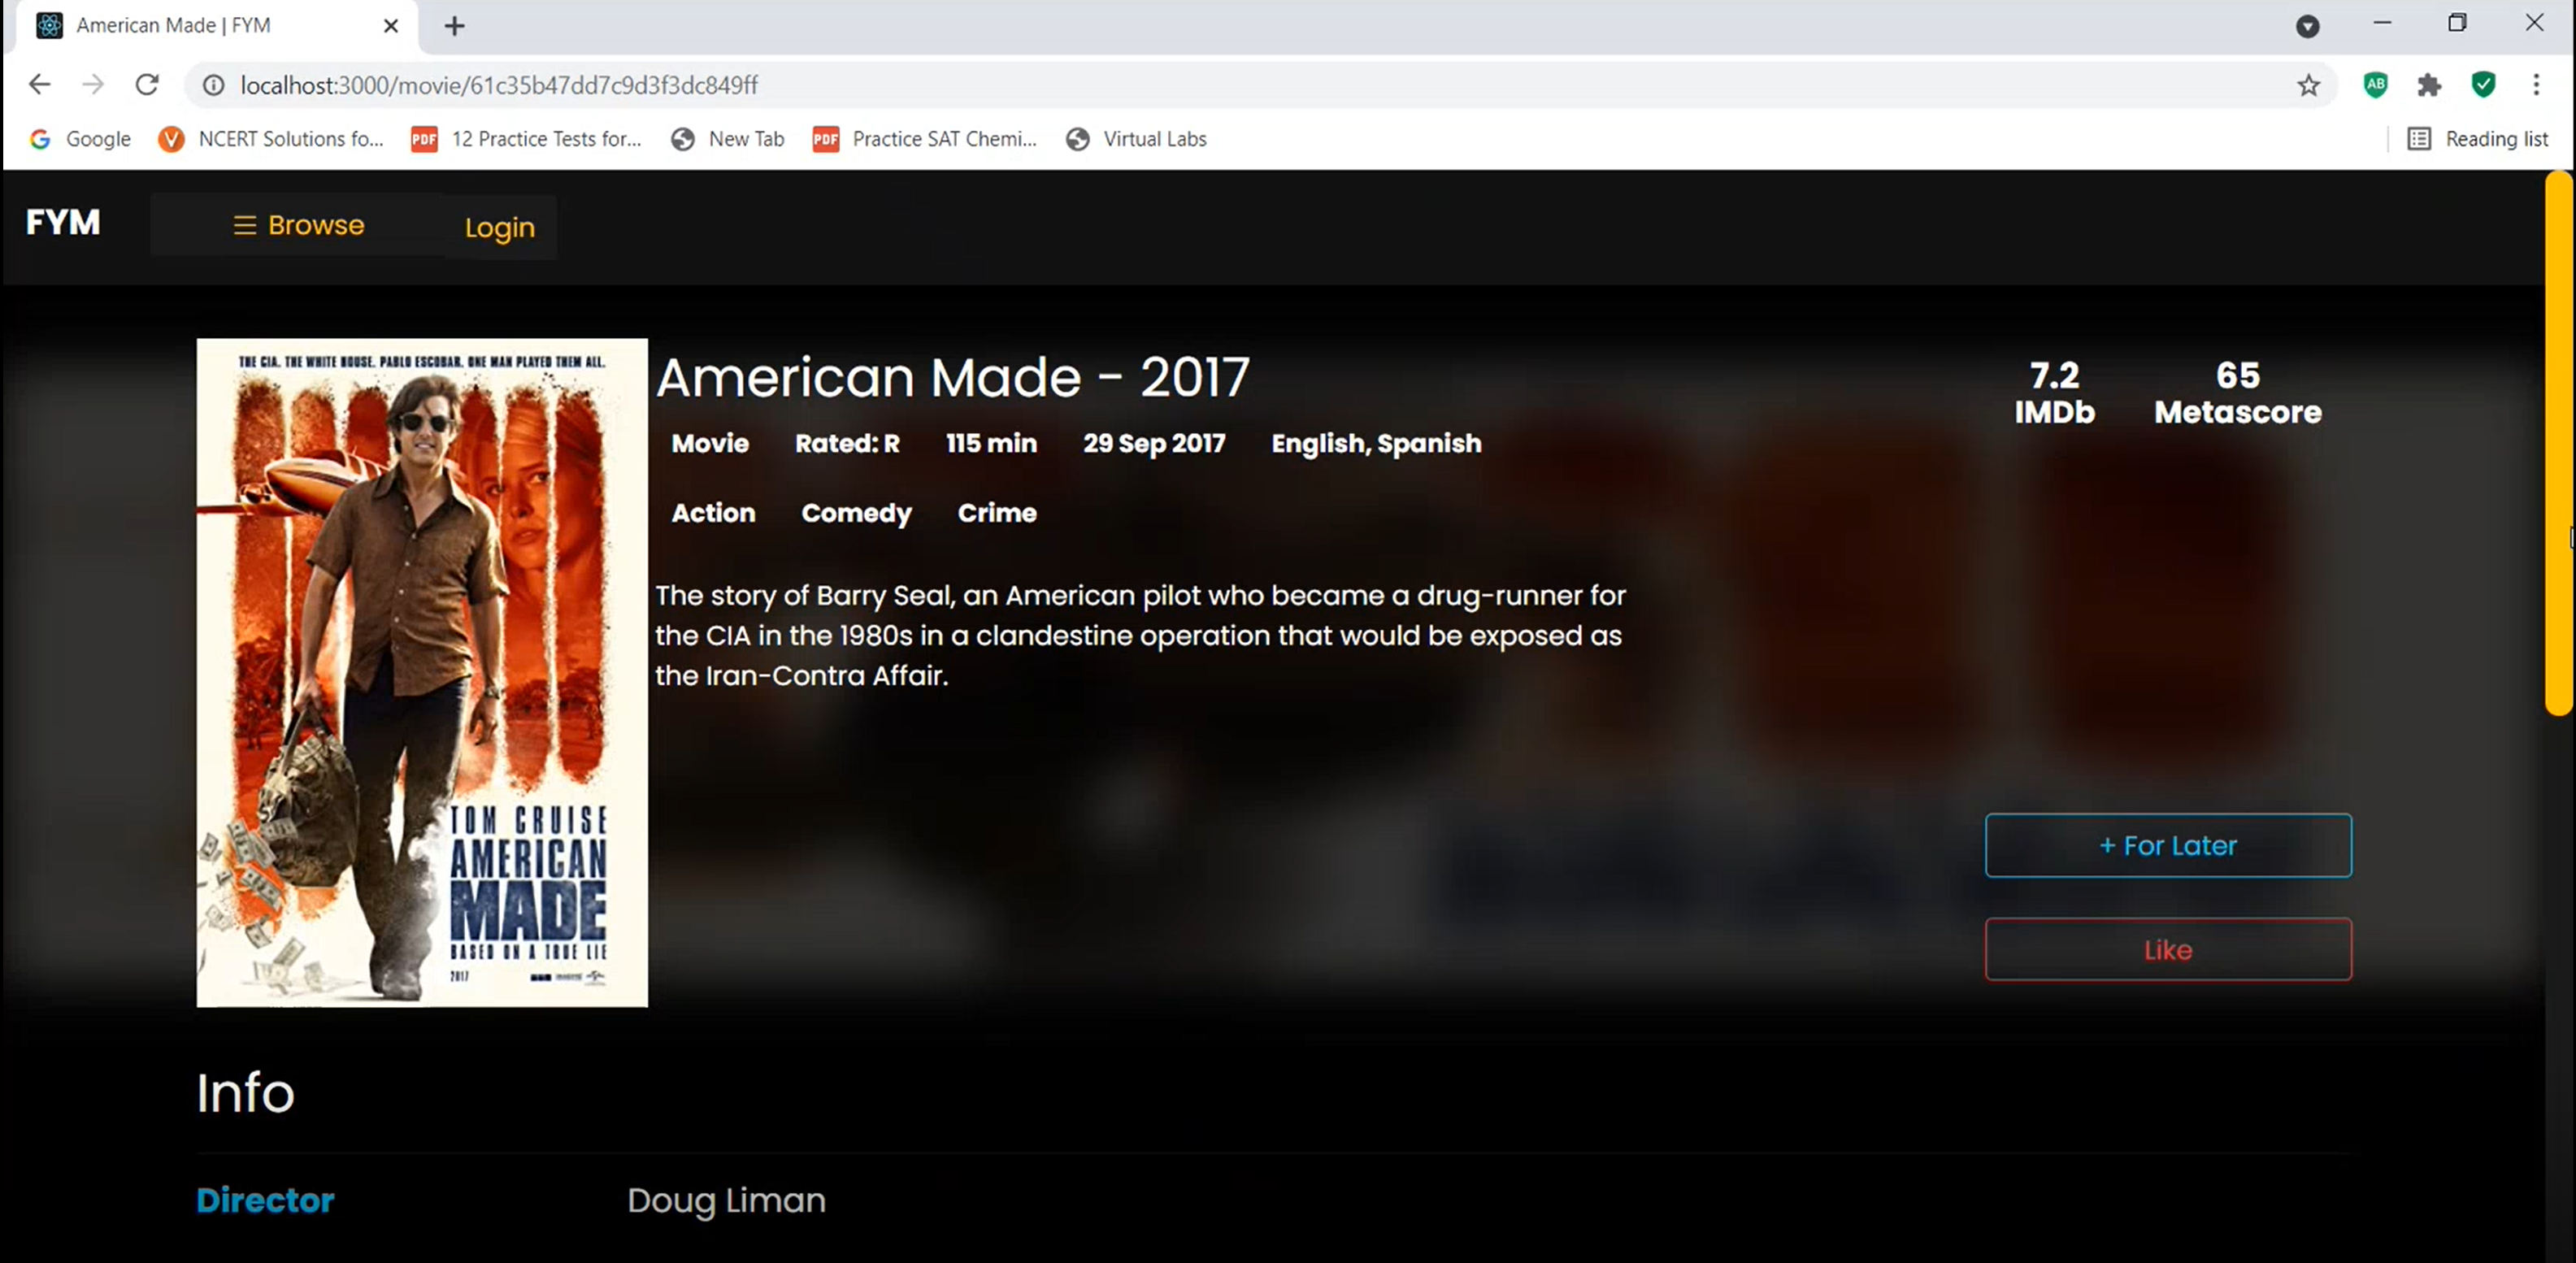 American Made | FYM
localhost:3000/movie/61c35b47dd7c9d3f3dc849ff
AB
Google
NCERT Solutions fo...
PDF
12 Practice Tests for...
New Tab
PDF
Practice SAT Chemi...
Virtual Labs
Reading list
FYM
Browse
Login
THE CIA. THE WHITE HOUSE. PABLO ESCOBAR. ONE MAN PLAYED THEM ALL.
TOM CRUISE
AMERICAN
MADE
BASED ON A TRUE LIE
2017
American Made - 2017
Movie Rated: R 115 min 29 Sep 2017 English, Spanish
Action Comedy Crime
The story of Barry Seal, an American pilot who became a drug-runner for
the CIA in the 1980s in a clandestine operation that would be exposed as
the Iran-Contra Affair.
7.2
IMDb
65
Metascore
+ For Later
Like
Info
Director Doug Liman